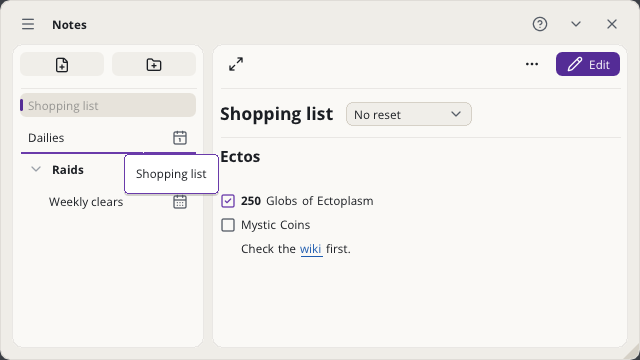 Notes
Edit
Shopping list
Dailies
Raids
Shopping list
Weekly clears
Shopping list
No reset
Ectos
250 Globs of Ectoplasm
Mystic Coins
Check the wiki first.